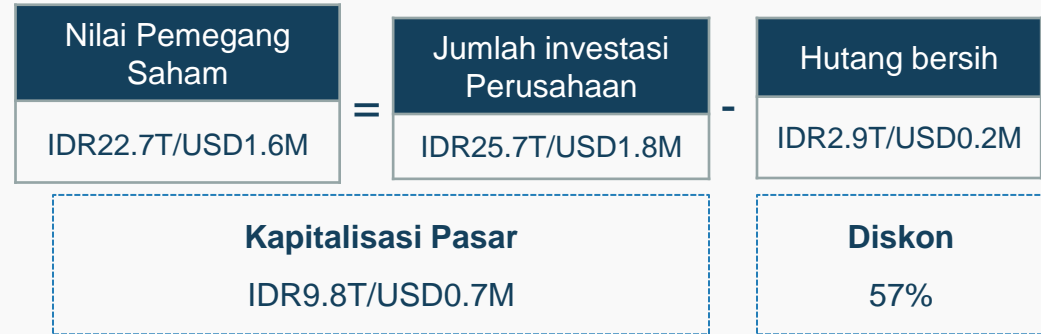 Nilai Pemegang
Saham
IDR22.7T/USD1.6M
=
Jumlah investasi
Perusahaan
IDR25.7T/USD1.8M
-
Hutang bersih
IDR2.9T/USD0.2M
Kapitalisasi Pasar
IDR9.8T/USD0.7M
Diskon
57%